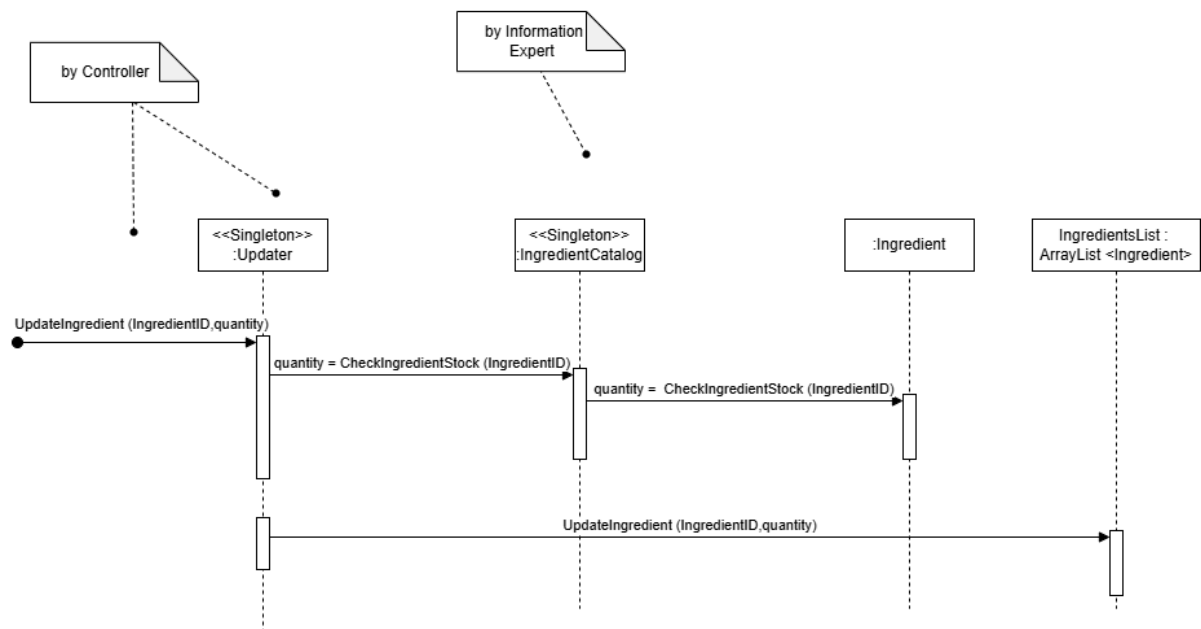 by Controller
by Information
Expert
<<Singleton>>
:Updater
<<Singleton>>
:IngredientCatalog
:Ingredient
IngredientsList :
ArrayList <Ingredient>
UpdateIngredient (IngredientID,quantity)
quantity = CheckIngredientStock (IngredientID)
quantity = CheckIngredientStock (IngredientID)
UpdateIngredient (IngredientID,quantity)